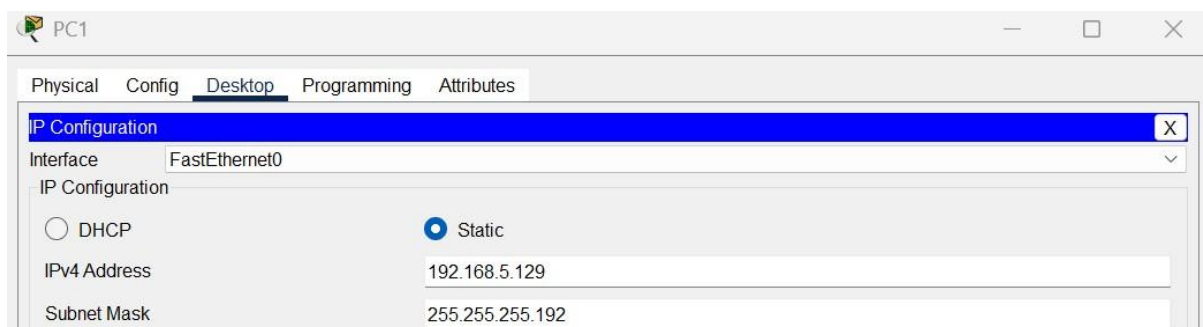 PC1
Physical Config Desktop Programming Attributes
IP Configuration X
Interface FastEthernet0
IP Configuration
DHCP Static
IPv4 Address 192.168.5.129
Subnet Mask 255.255.255.192